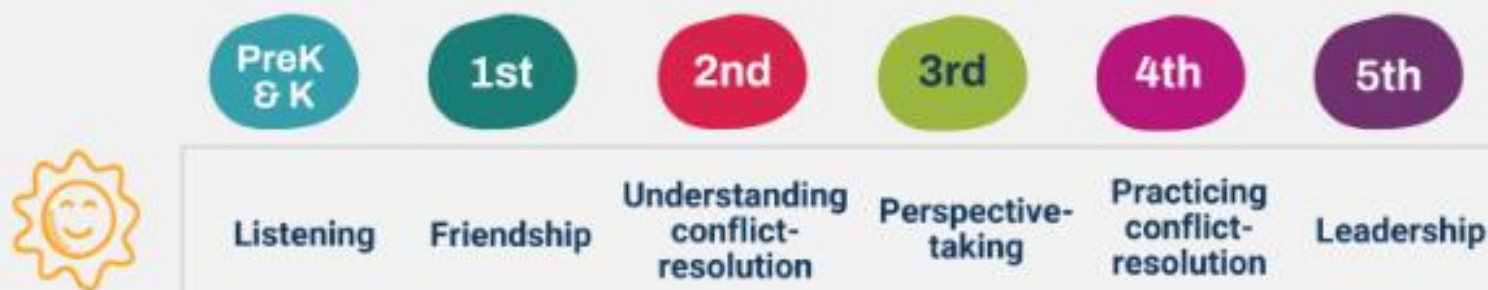 PreK
& K
1st
2nd
3rd
4th
5th
Listening
Friendship
Understanding
conflict-
resolution
Perspective-
taking
Practicing
conflict-
resolution
Leadership